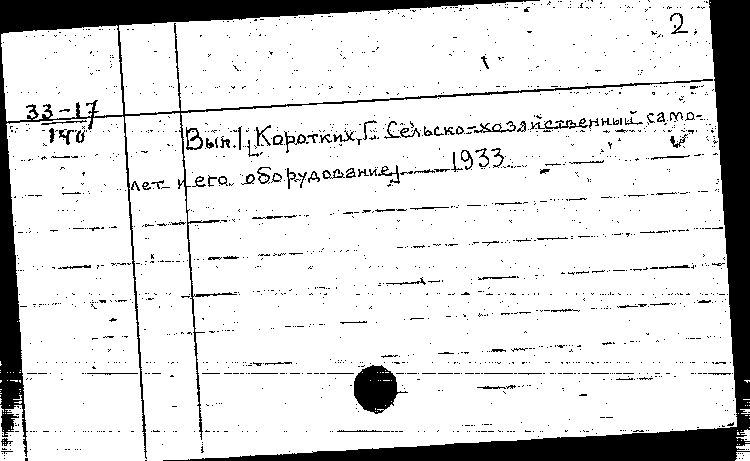 2.
33-17
140
Вып.1, Коротких, Г. Сельско-хозяйственный само-
лет и его оборудование, 1933